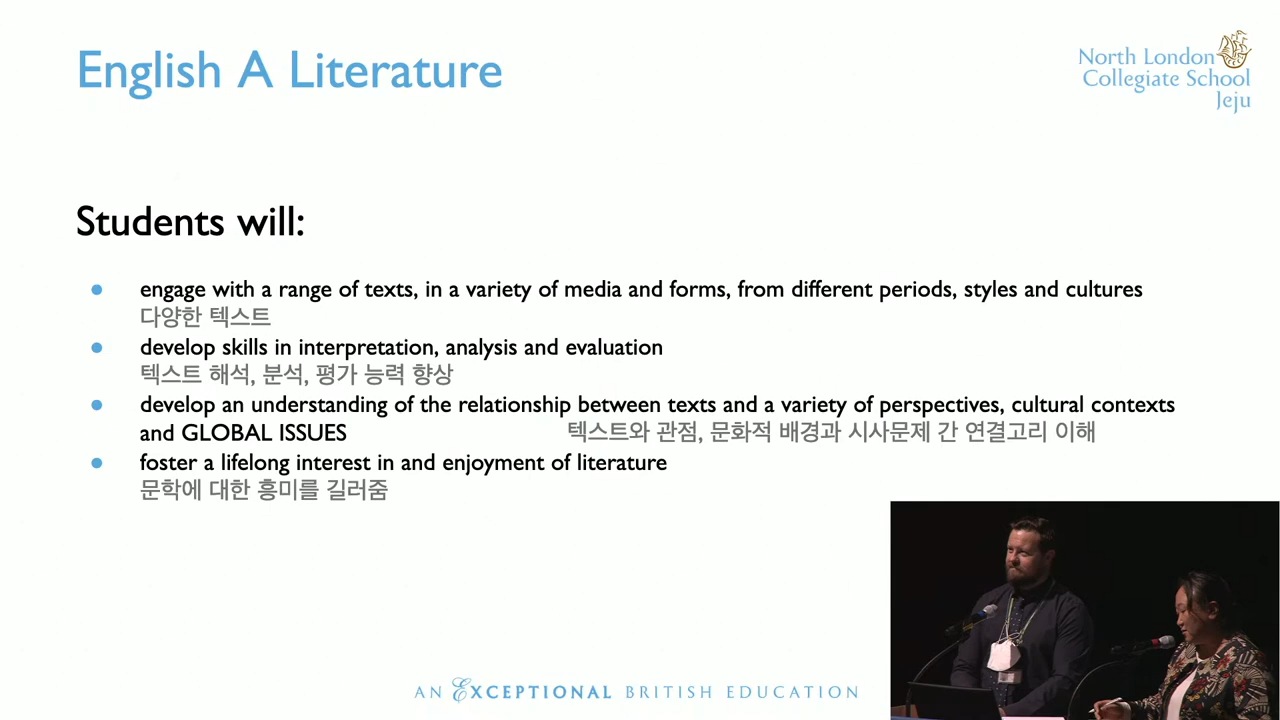 English A Literature
North London
Collegiate School
Jeju
Students will:
engage with a range of texts, in a variety of media and forms, from different periods, styles and cultures
다양한 텍스트
develop skills in interpretation, analysis and evaluation
텍스트 해석, 분석, 평가 능력 향상
develop an understanding of the relationship between texts and a variety of perspectives, cultural contexts
and GLOBAL ISSUES 텍스트와 관점, 문화적 배경과 시사문제 간 연결고리 이해
foster a lifelong interest in and enjoyment of literature
문학에 대한 흥미를 길러줌
AN EXCEPTIONAL BRITISH EDUCATION